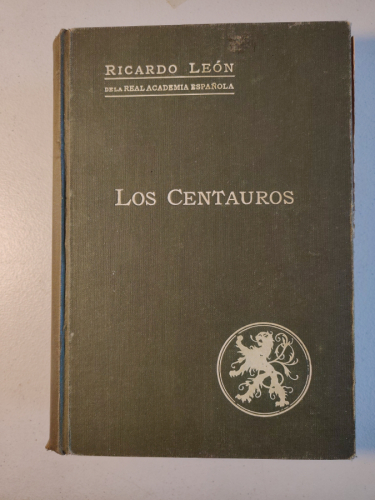 RICARDO LEÓN
DE LA REAL ACADEMIA ESPAÑOLA
LOS CENTAUROS